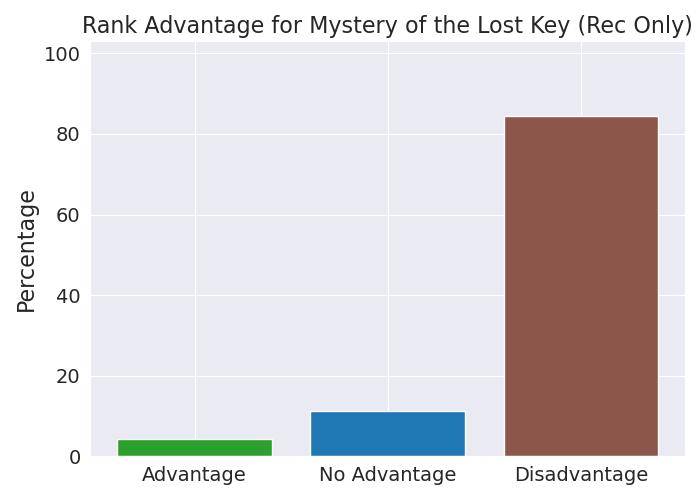 Rank Advantage for Mystery of the Lost Key (Rec Only)
100
80
60
40
20
0
Percentage
Advantage
No Advantage
Disadvantage